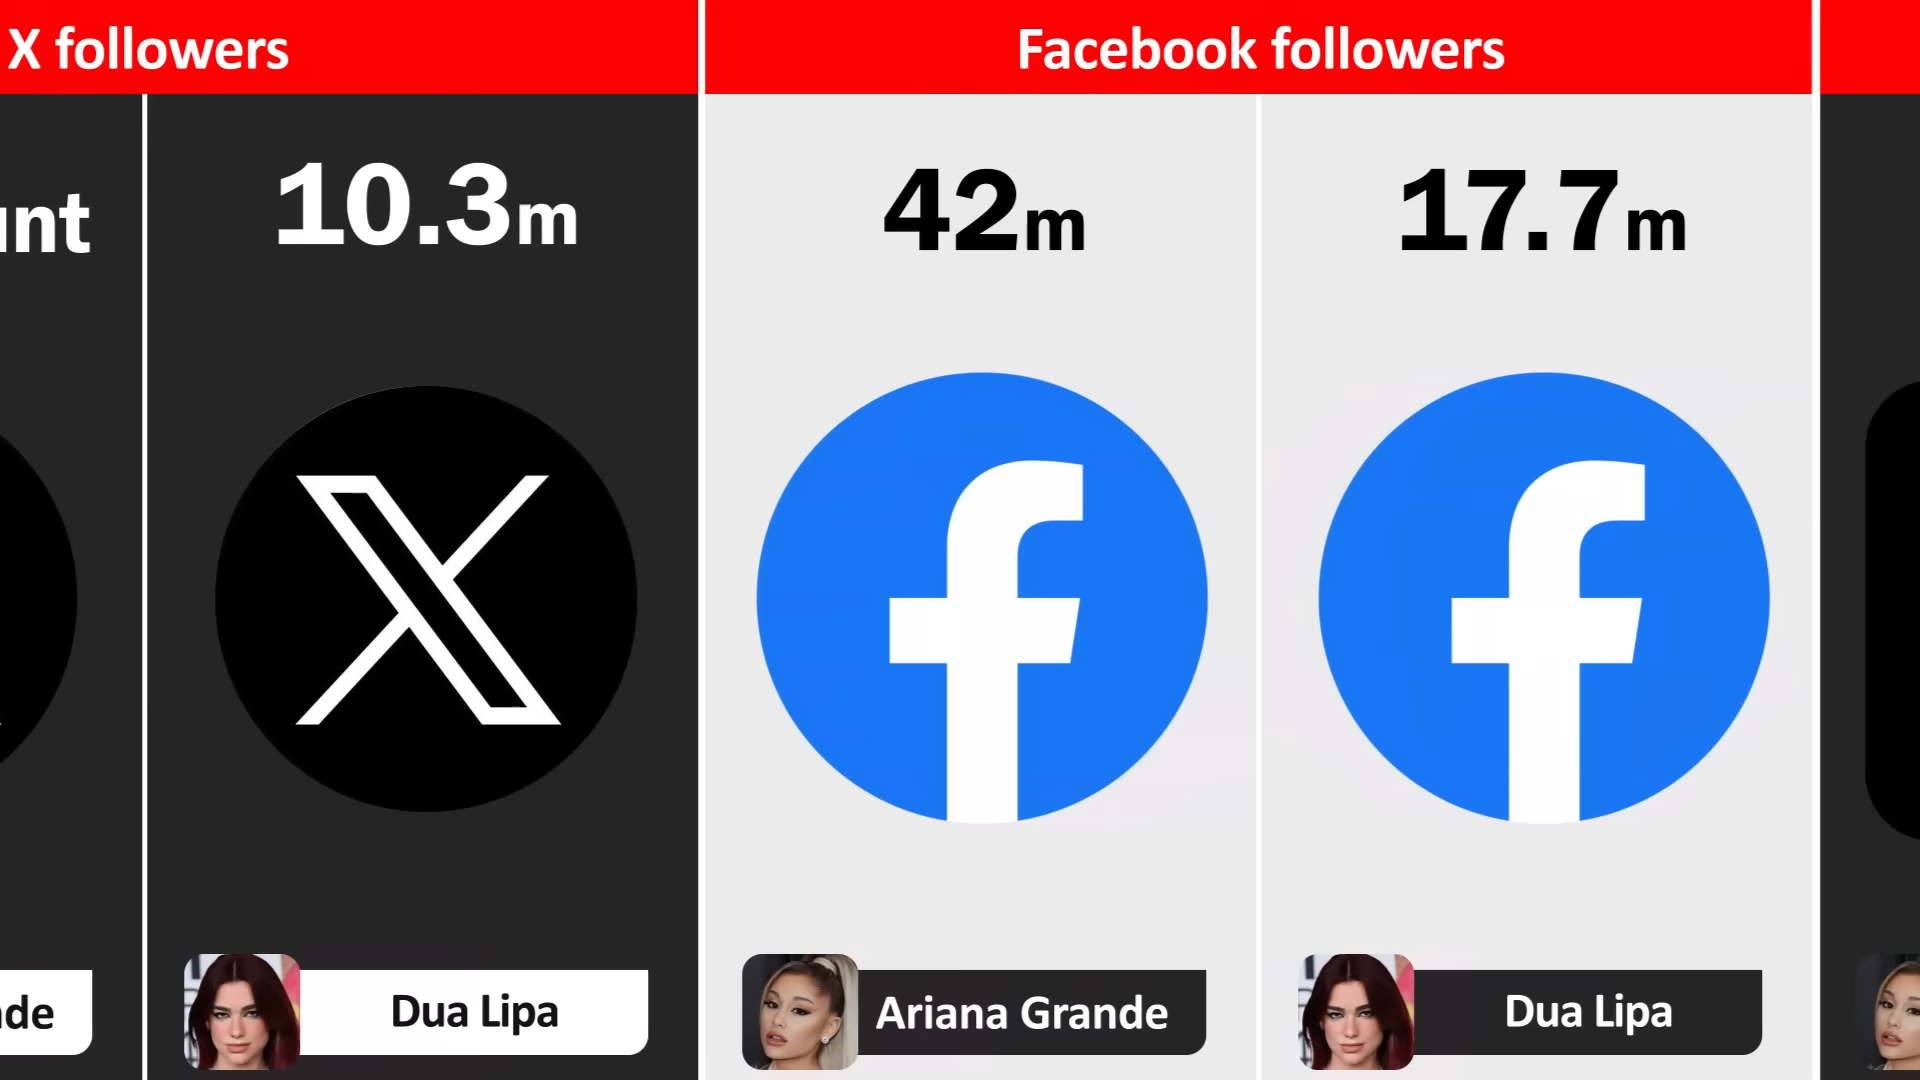 X followers
Facebook followers
10.3m
42m
17.7m
Dua Lipa
Ariana Grande
Dua Lipa